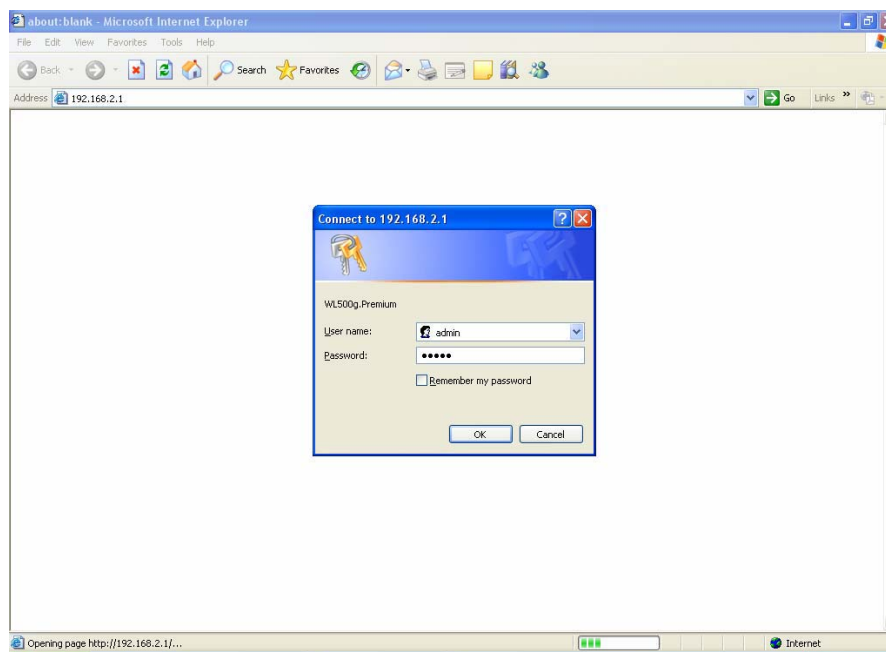 about:blank - Microsoft Internet Explorer
File Edit View Favorites Tools Help
Back Search Favorites
Address 192.168.2.1 Go Links »
Connect to 192.168.2.1
WL500g.Premium
User name: admin
Password: •••••
Remember my password
OK Cancel
Opening page http://192.168.2.1/... Internet